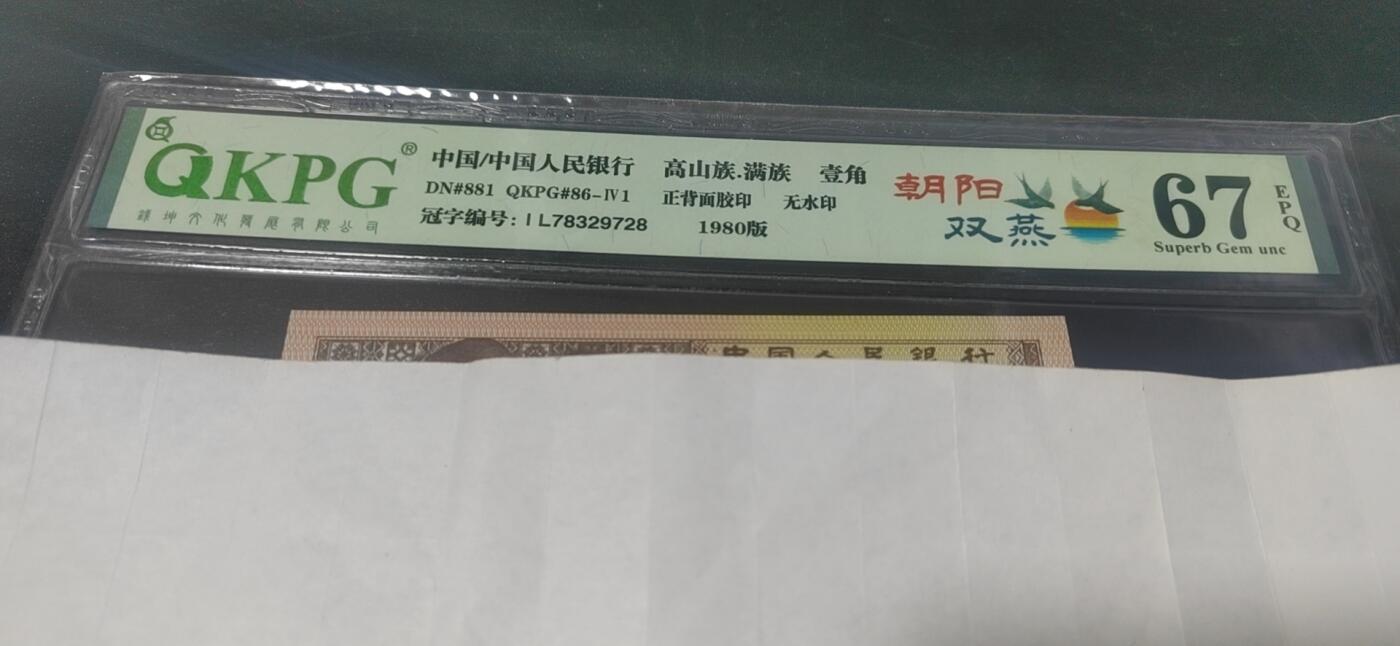 QKPG®
中国/中国人民银行 高山族.满族 壹角
DN#881 QKPG#86-IV1 正背面胶印 无水印
冠字编号: IL78329728 1980版
朝阳
双燕
67
EPQ
Superb Gem unc
中国人民银行